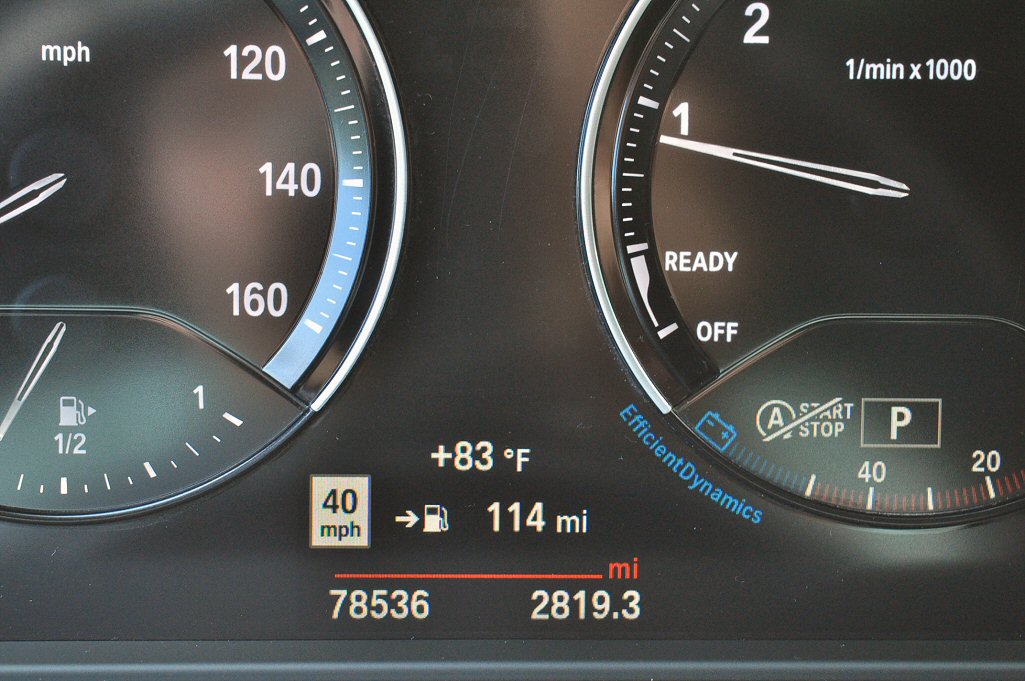 mph
120
140
160
1/2
1
2
1/min x 1000
1
READY
OFF
A
START
STOP
P
40
20
EfficientDynamics
+83 °F
40
mph
114 mi
mi
78536 2819.3